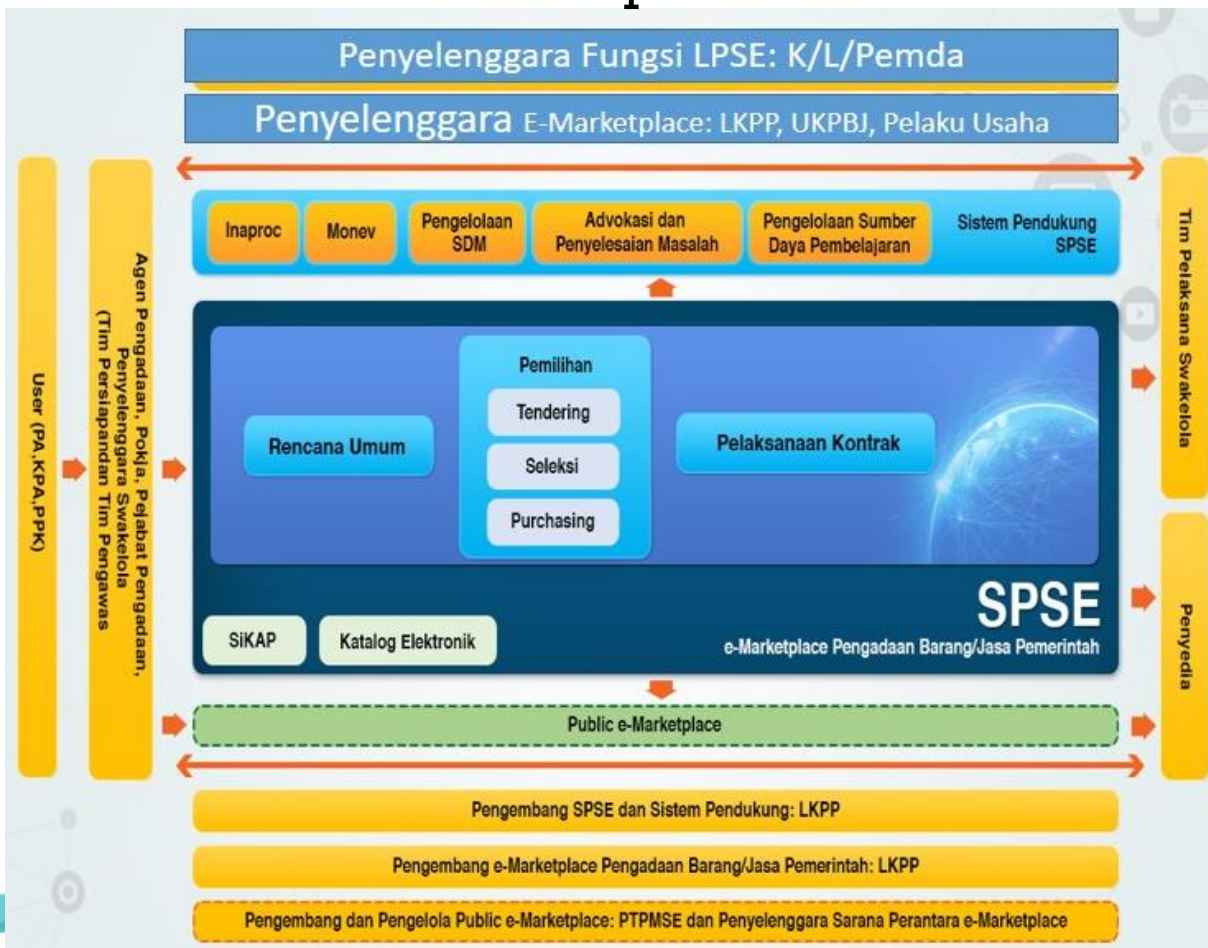 Penyelenggara Fungsi LPSE: K/L/Pemda
Penyelenggara E-Marketplace: LKPP, UKPBJ, Pelaku Usaha
User (PA,KPA,PPK)
Agen Pengadaan, Pokja, Pejabat Pengadaan,
Penyelenggara Swakelola
(Tim Persiapandan Tim Pengawas
Inaproc
Monev
Pengelolaan
SDM
Advokasi dan
Penyelesaian Masalah
Pengelolaan Sumber
Daya Pembelajaran
Sistem Pendukung
SPSE
Rencana Umum
Pemilihan
Tendering
Seleksi
Purchasing
Pelaksanaan Kontrak
SPSE
e-Marketplace Pengadaan Barang/Jasa Pemerintah
SiKAP
Katalog Elektronik
Public e-Marketplace
Tim Pelaksana Swakelola
Penyedia
Pengembang SPSE dan Sistem Pendukung: LKPP
Pengembang e-Marketplace Pengadaan Barang/Jasa Pemerintah: LKPP
Pengembang dan Pengelola Public e-Marketplace: PTPMSE dan Penyelenggara Sarana Perantara e-Marketplace